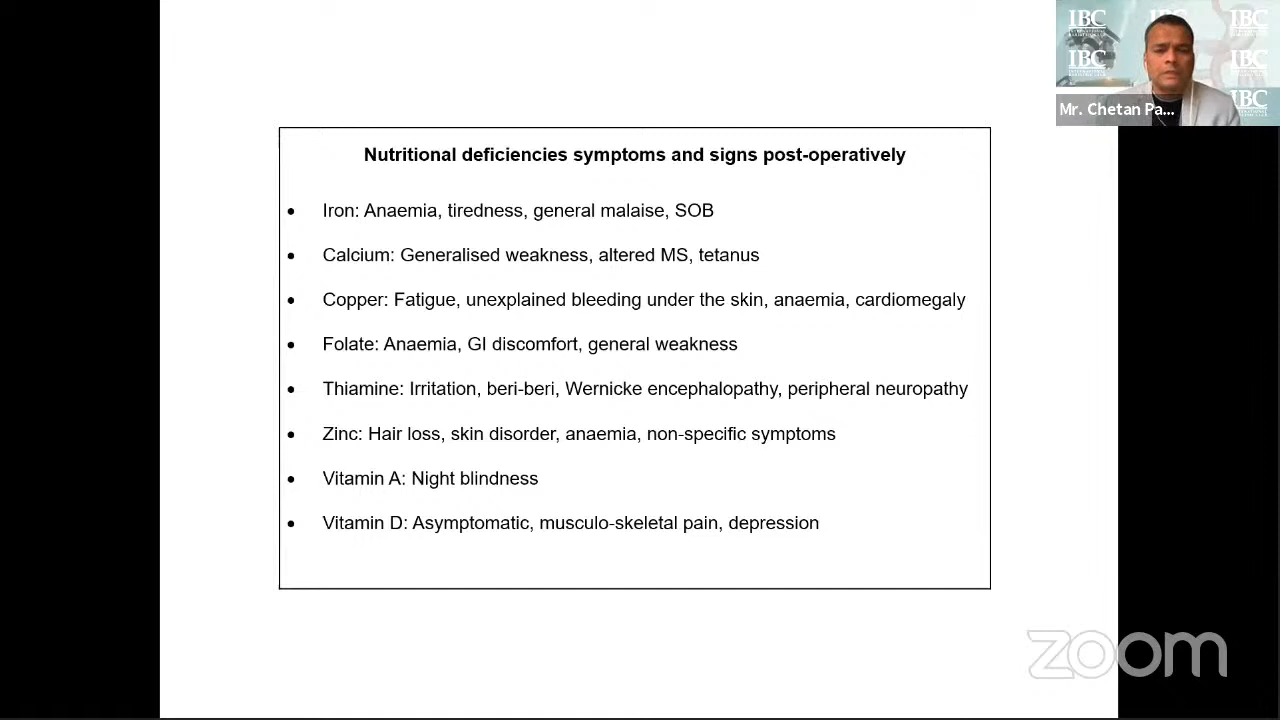 IBC
IBC
IBC
IBC
IBC
IBC
Mr. Chetan Pa...
Nutritional deficiencies symptoms and signs post-operatively
• Iron: Anaemia, tiredness, general malaise, SOB
• Calcium: Generalised weakness, altered MS, tetanus
• Copper: Fatigue, unexplained bleeding under the skin, anaemia, cardiomegaly
• Folate: Anaemia, GI discomfort, general weakness
• Thiamine: Irritation, beri-beri, Wernicke encephalopathy, peripheral neuropathy
• Zinc: Hair loss, skin disorder, anaemia, non-specific symptoms
• Vitamin A: Night blindness
• Vitamin D: Asymptomatic, musculo-skeletal pain, depression
zoom